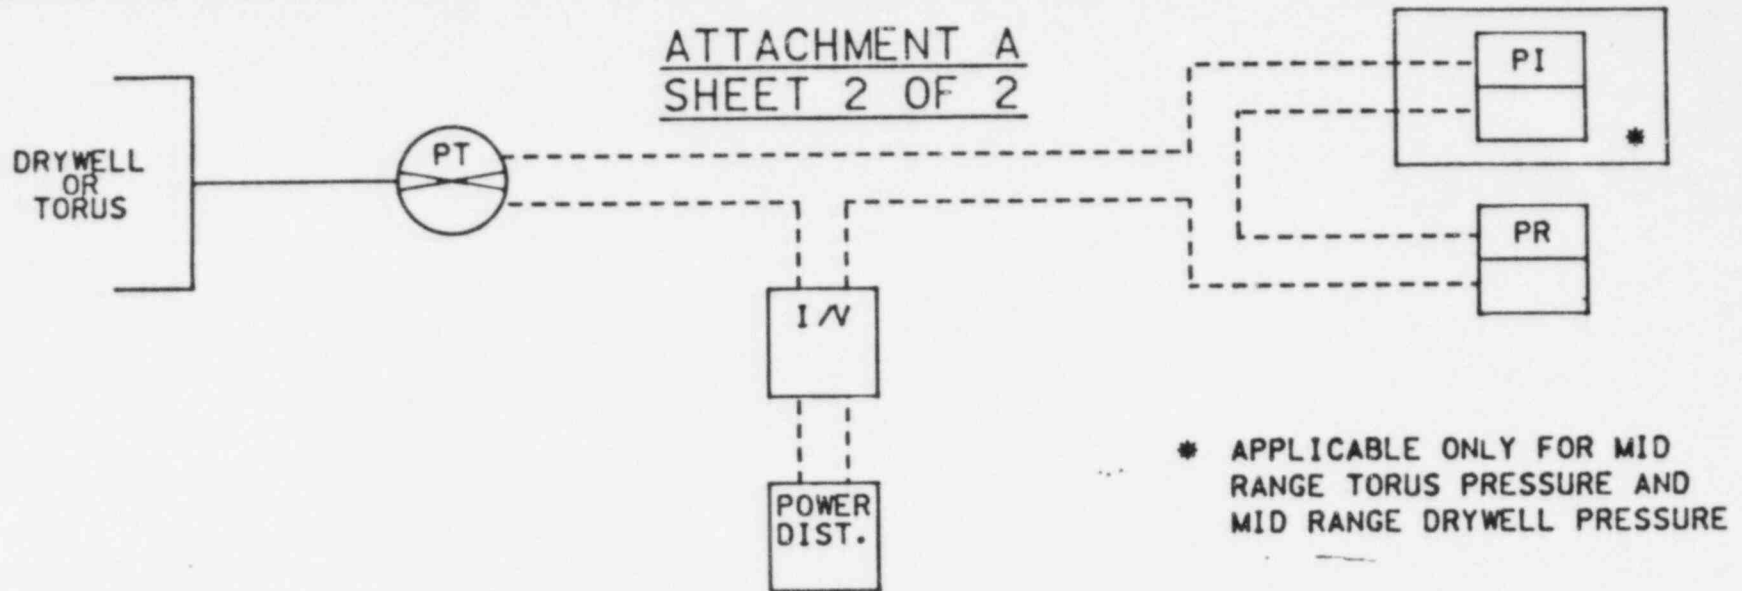 ATTACHMENT A
SHEET 2 OF 2
DRYWELL
OR
TORUS
PT
PI
*
PR
I/V
POWER
DIST.
* APPLICABLE ONLY FOR MID
RANGE TORUS PRESSURE AND
MID RANGE DRYWELL PRESSURE